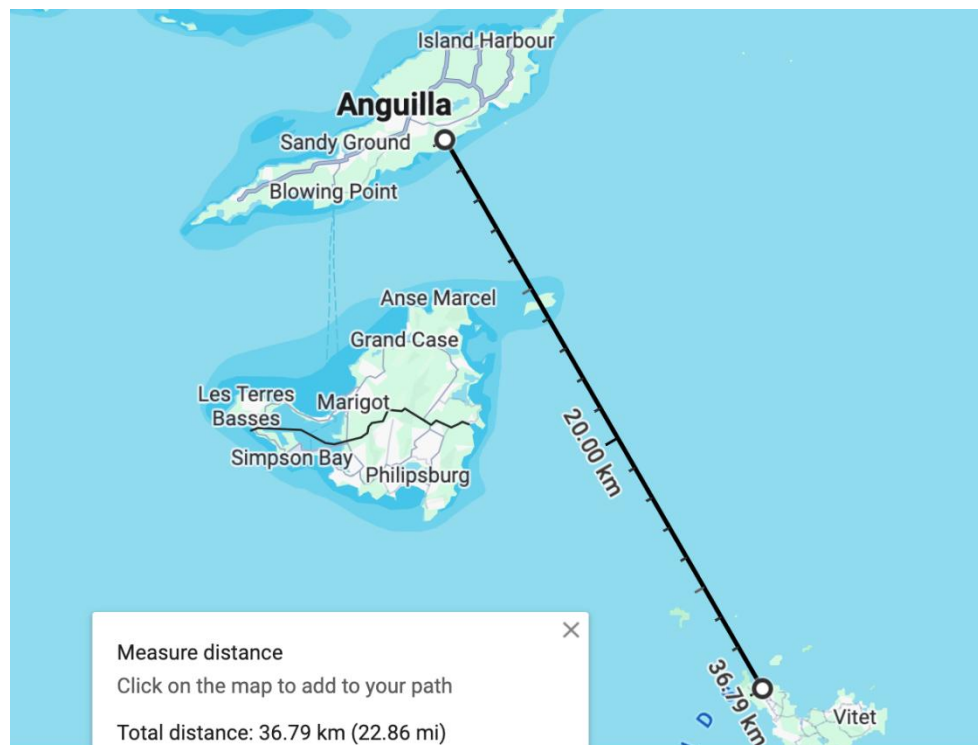 Island Harbour
Anguilla
Sandy Ground
Blowing Point
Anse Marcel
Grand Case
Les Terres
Basses
Marigot
Simpson Bay
Philipsburg
20.00 km
36.79 km
D
Vitet
Measure distance
Click on the map to add to your path
Total distance: 36.79 km (22.86 mi)